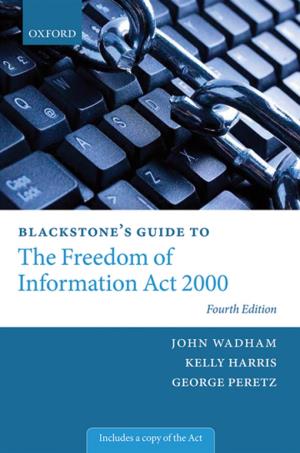 OXFORD
BLACKSTONE'S GUIDE TO
The Freedom of
Information Act 2000
Fourth Edition
JOHN WADHAM
KELLY HARRIS
GEORGE PERETZ
Includes a copy of the Act